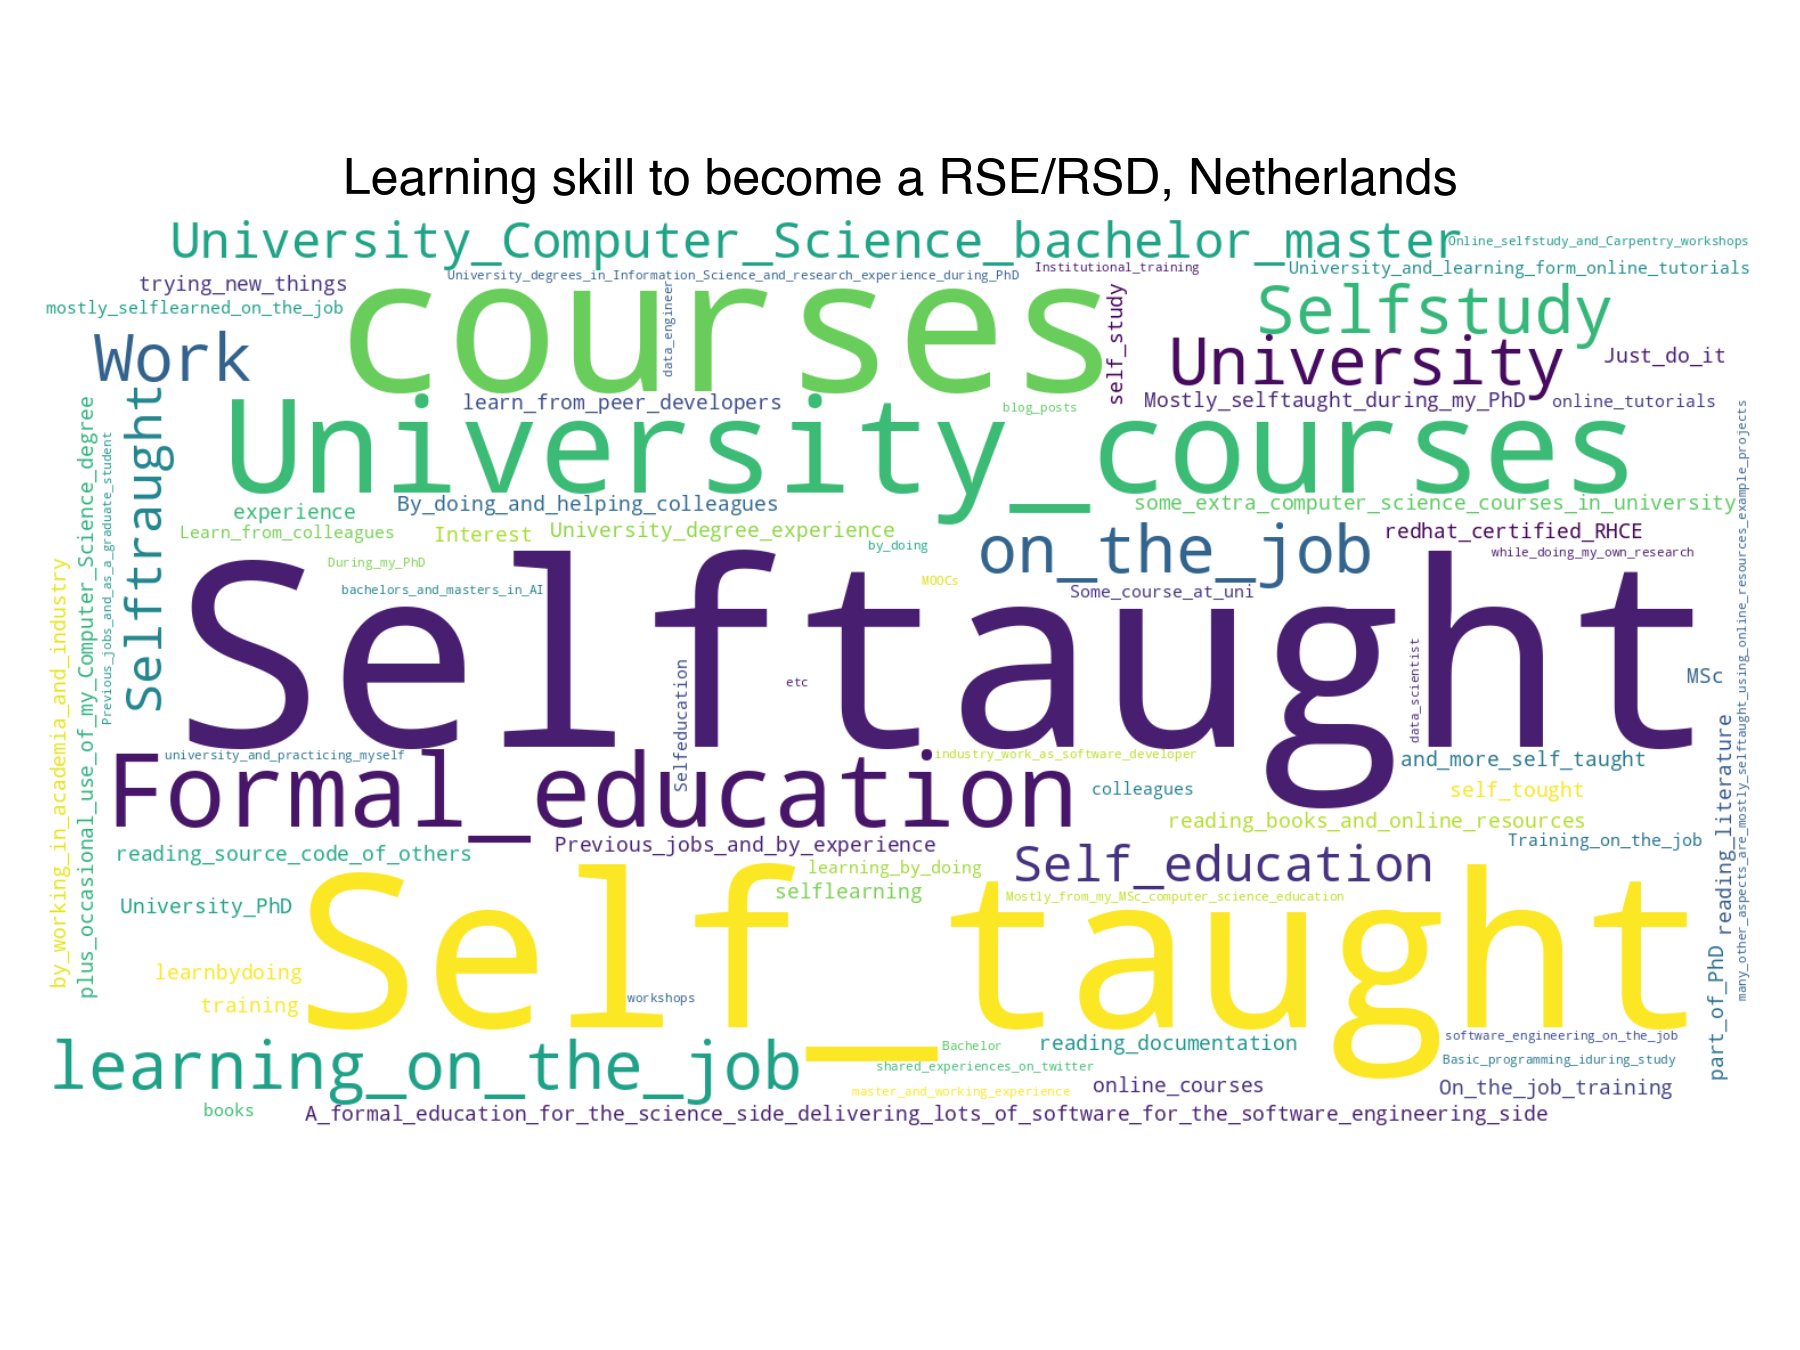 Learning skill to become a RSE/RSD, Netherlands
University_Computer_Science_bachelor_master
Online_selfstudy_and_Carpentry_workshops
University_degrees_in_Information_Science_and_research_experience_during_PhD
Institutional_training
University_and_learning_form_online_tutorials
trying_new_things
mostly_selflearned_on_the_job
courses
data_engineer
self_study
Selfstudy
Work
University
Just_do_it
learn_from_peer_developers
blog_posts
Mostly_selftaught_during_my_PhD
online_tutorials
Selftraught
plus_occasional_use_of_my_Computer_Science_degree
Previous_jobs_and_as_a_graduate_student
by_working_in_academia_and_industry
University_courses
many_other_aspects_are_mostly_selftaught_using_online_resources_example_projects
experience
By_doing_and_helping_colleagues
some_extra_computer_science_courses_in_university
Learn_from_colleagues
Interest
University_degree_experience
by_doing
on_the_job
redhat_certified_RHCE
while_doing_my_own_research
During_my_PhD
bachelors_and_masters_in_AI
MOOCs
Some_course_at_uni
Selftaught
Selfeducation
etc
data_scientist
MSc
university_and_practicing_myself
Formal_education
industry_work_as_software_developer
and_more_self_taught
colleagues
self_tought
reading_literature
reading_books_and_online_resources
Previous_jobs_and_by_experience
Training_on_the_job
reading_source_code_of_others
learning_by_doing
Self_education
selflearning
Mostly_from_my_MSc_computer_science_education
University_PhD
Self_taught
learnbydoing
training
workshops
part_of_PhD
learning_on_the_job
Bachelor
reading_documentation
software_engineering_on_the_job
shared_experiences_on_twitter
Basic_programming_iduring_study
master_and_working_experience
online_courses
On_the_job_training
books
A_formal_education_for_the_science_side_delivering_lots_of_software_for_the_software_engineering_side